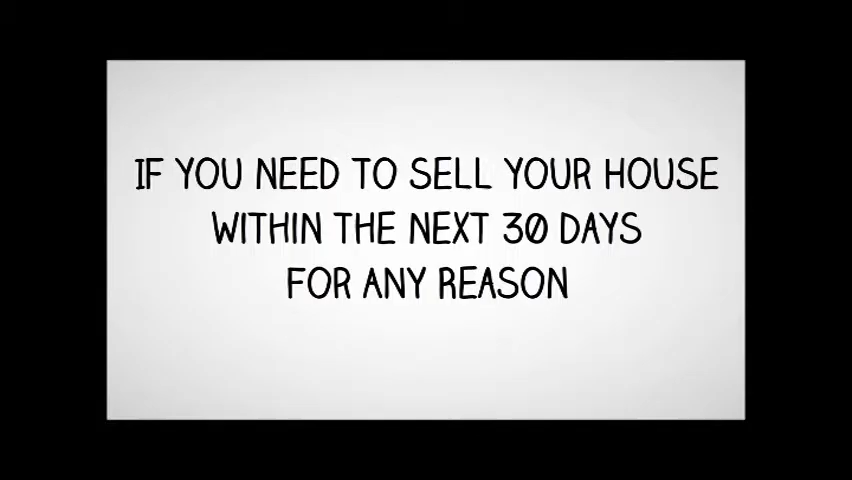 IF YOU NEED TO SELL YOUR HOUSE
WITHIN THE NEXT 30 DAYS
FOR ANY REASON